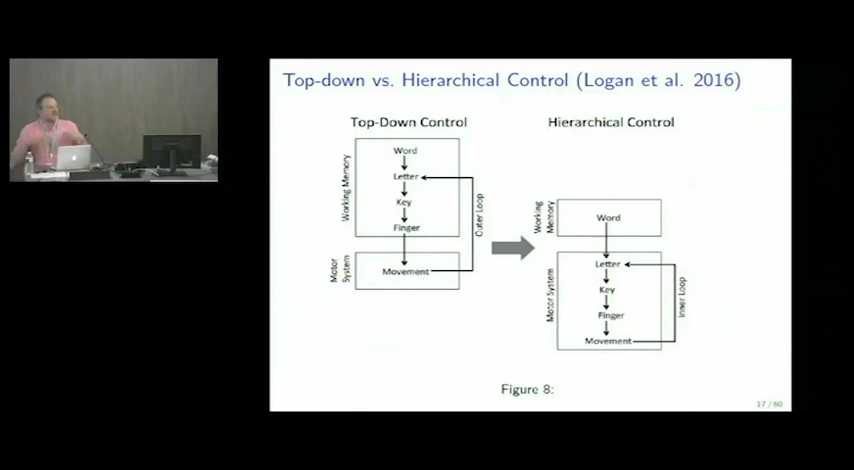 Top-down vs. Hierarchical Control (Logan et al. 2016)
Top-Down Control
Working Memory
Word
Letter
Key
Finger
Outer Loop
Motor
System
Movement
Hierarchical Control
Working
Memory
Word
Motor System
Letter
Key
Finger
Movement
Inner Loop
Figure 8:
17 / 60